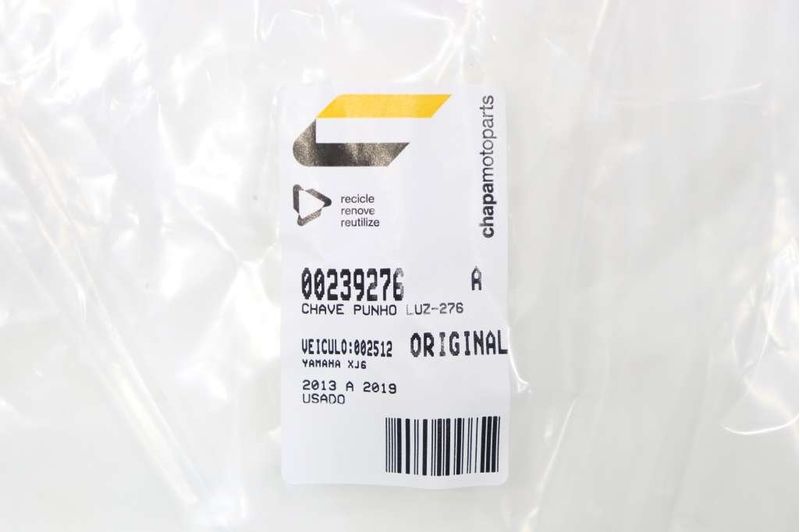 chapamotoparts
recicle
renove
reutilize
00239276 A
CHAVE PUNHO LUZ-276
VEICULO:002512 ORIGINAL
YAMAHA XJ6
2013 A 2019
USADO